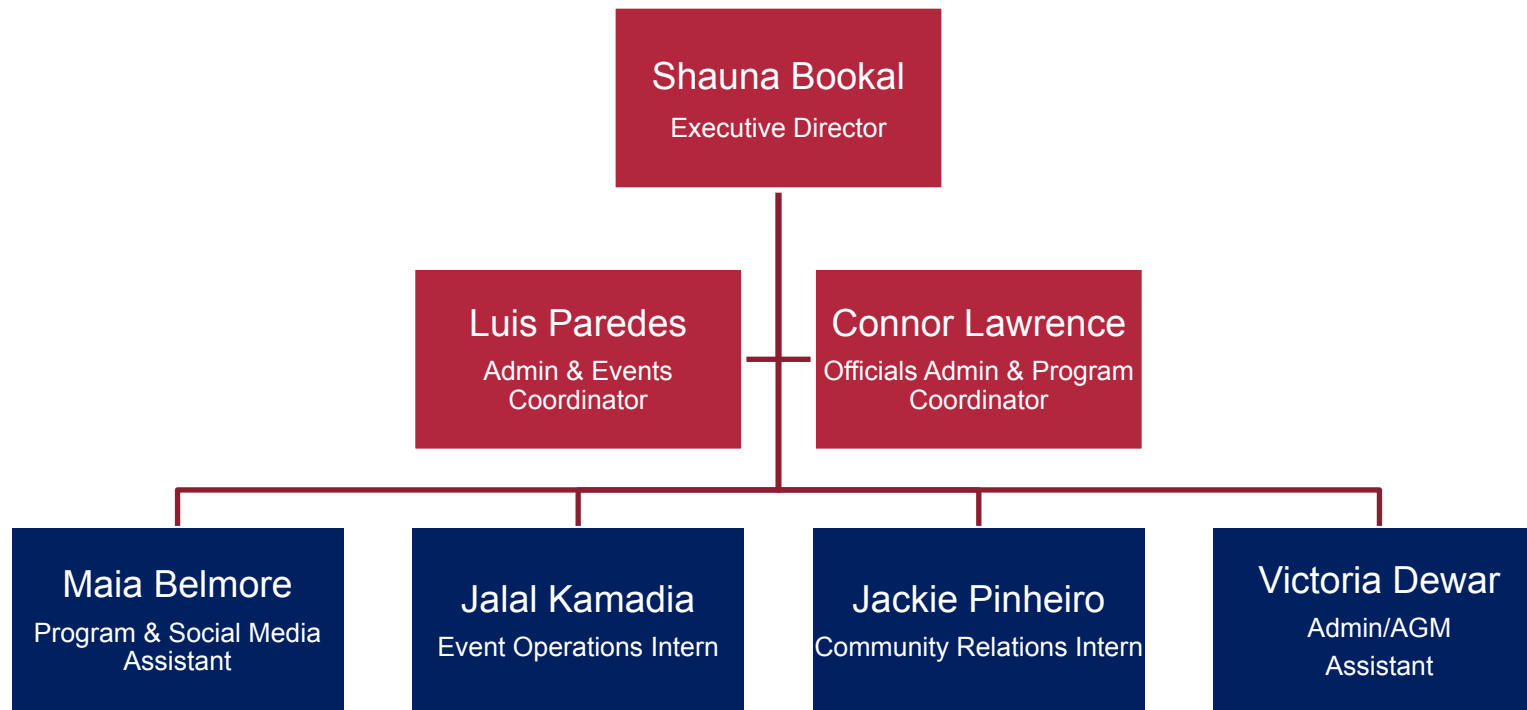 Shauna Bookal
Executive Director
Luis Paredes
Admin & Events
Coordinator
Connor Lawrence
Officials Admin & Program
Coordinator
Maia Belmore
Program & Social Media
Assistant
Jalal Kamadia
Event Operations Intern
Jackie Pinheiro
Community Relations Intern
Victoria Dewar
Admin/AGM
Assistant